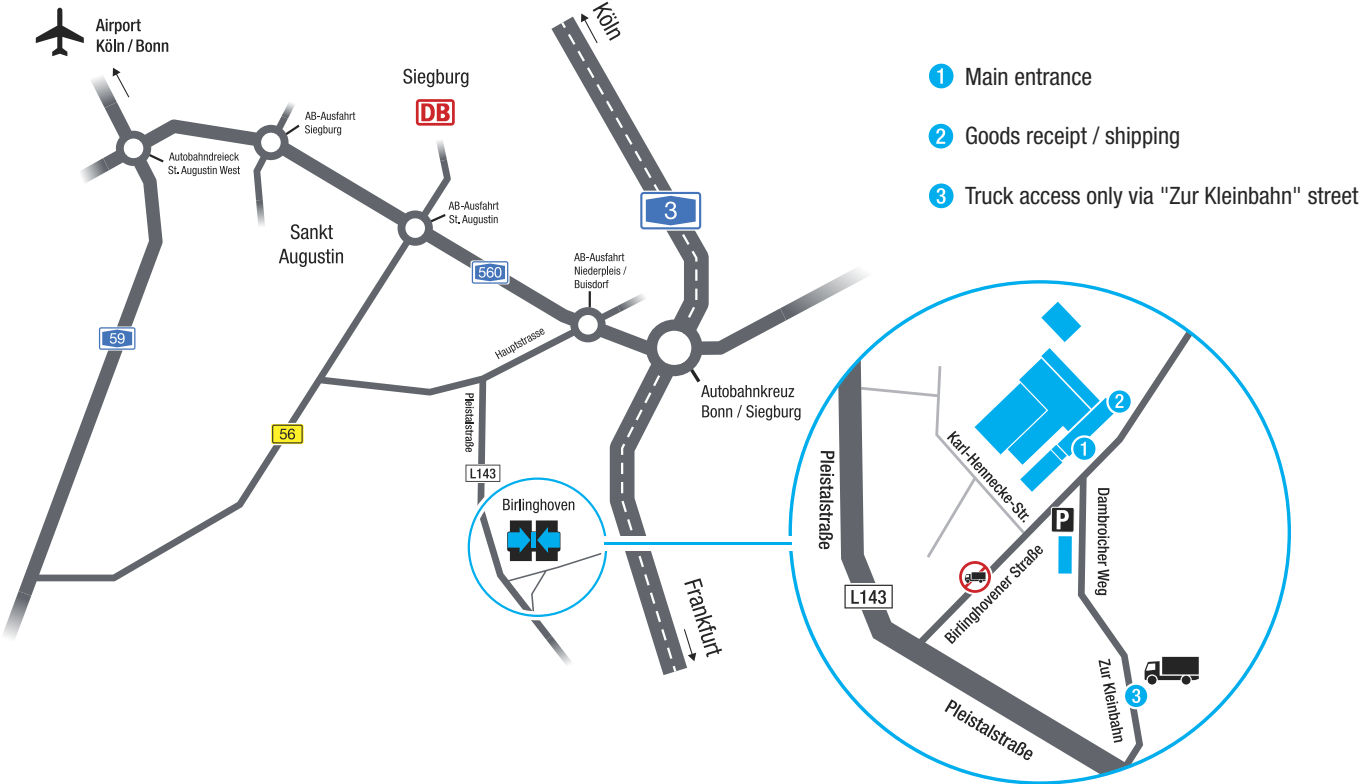 Airport
Köln / Bonn
Siegburg
DB
Köln
AB-Ausfahrt
Siegburg
Autobahndreieck
St. Augustin West
AB-Ausfahrt
St. Augustin
Sankt
Augustin
3
560
AB-Ausfahrt
Niederpleis /
Buisdorf
59
Hauptstrasse
Autobahnkreuz
Bonn / Siegburg
Pleistalstraße
56
L143
Birlinghoven
Frankfurt
1 Main entrance
2 Goods receipt / shipping
3 Truck access only via "Zur Kleinbahn" street
2
1
Karl-Hennecke-Str.
Pleistalstraße
P
Dambroicher Weg
L143
Birlinghovener Straße
Zur Kleinbahn
3
Pleistalstraße